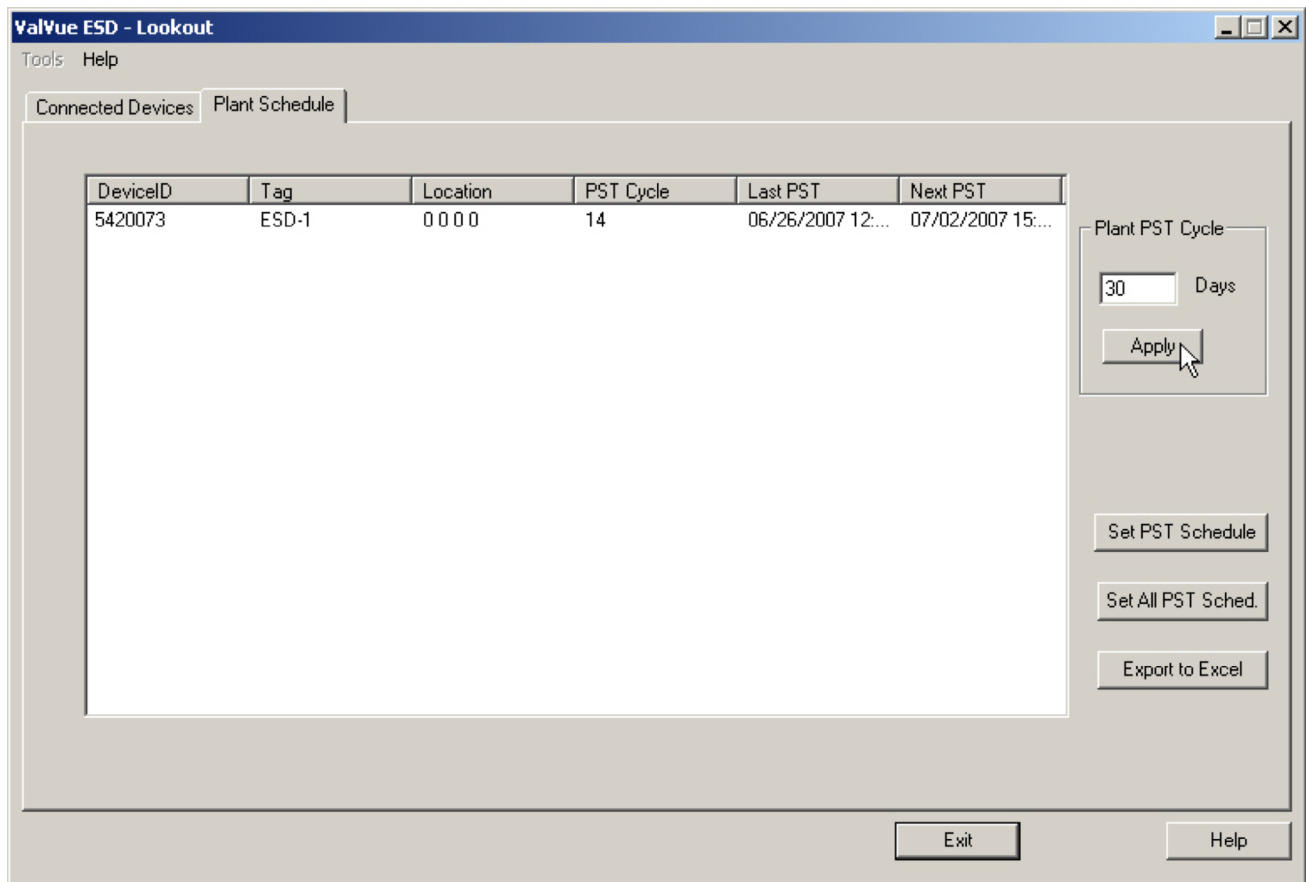 ValVue ESD - Lookout
Tools Help
Connected Devices Plant Schedule
DeviceID Tag Location PST Cycle Last PST Next PST
5420073 ESD-1 0 0 0 0 14 06/26/2007 12:... 07/02/2007 15:...
Plant PST Cycle
30 Days
Apply
Set PST Schedule
Set All PST Sched.
Export to Excel
Exit Help